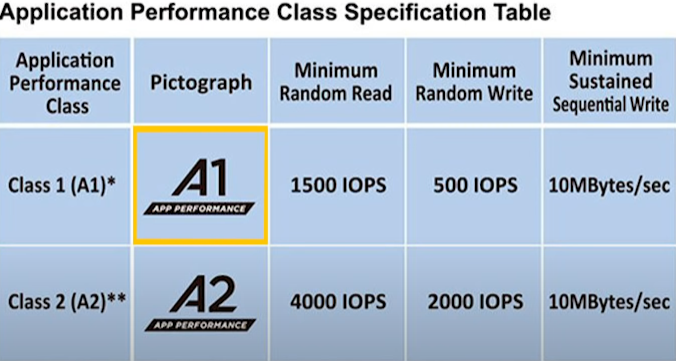 Application Performance Class Specification Table
Application
Performance
Class
Pictograph
Minimum
Random Read
Minimum
Random Write
Minimum
Sustained
Sequential Write
Class 1 (A1)*
A1
APP PERFORMANCE
1500 IOPS
500 IOPS
10MBytes/sec
Class 2 (A2)**
A2
APP PERFORMANCE
4000 IOPS
2000 IOPS
10MBytes/sec